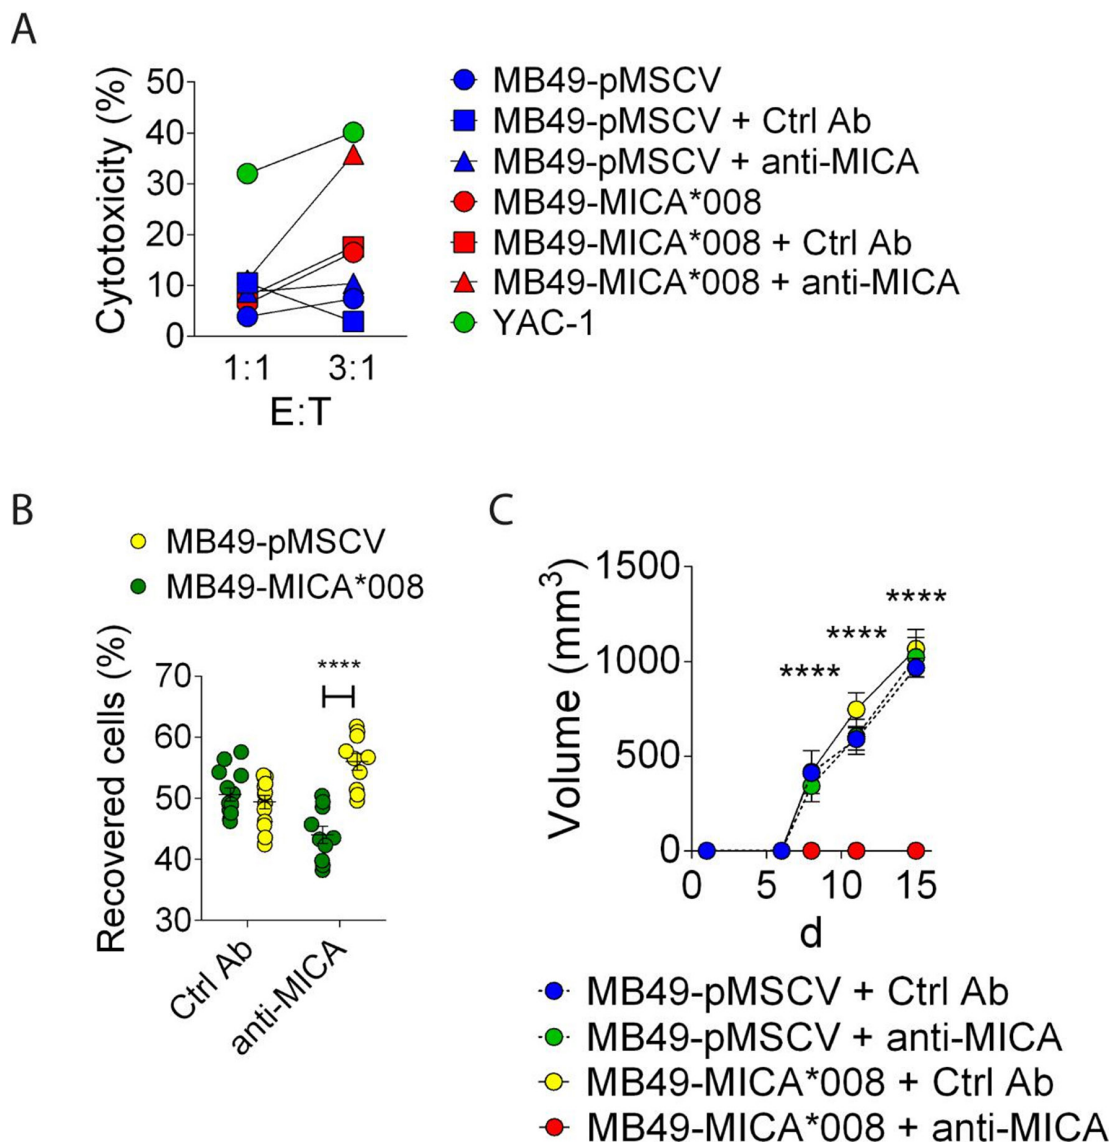 A
Cytotoxicity (%)
50
40
30
20
10
0
1:1 3:1
E:T
MB49-pMSCV
MB49-pMSCV + Ctrl Ab
MB49-pMSCV + anti-MICA
MB49-MICA*008
MB49-MICA*008 + Ctrl Ab
MB49-MICA*008 + anti-MICA
YAC-1
B
MB49-pMSCV
MB49-MICA*008
Recovered cells (%)
70
60
50
40
30
****
Ctrl Ab
anti-MICA
C
Volume (mm³)
1500
1000
500
0
****
****
****
0 5 10 15
d
MB49-pMSCV + Ctrl Ab
MB49-pMSCV + anti-MICA
MB49-MICA*008 + Ctrl Ab
MB49-MICA*008 + anti-MICA